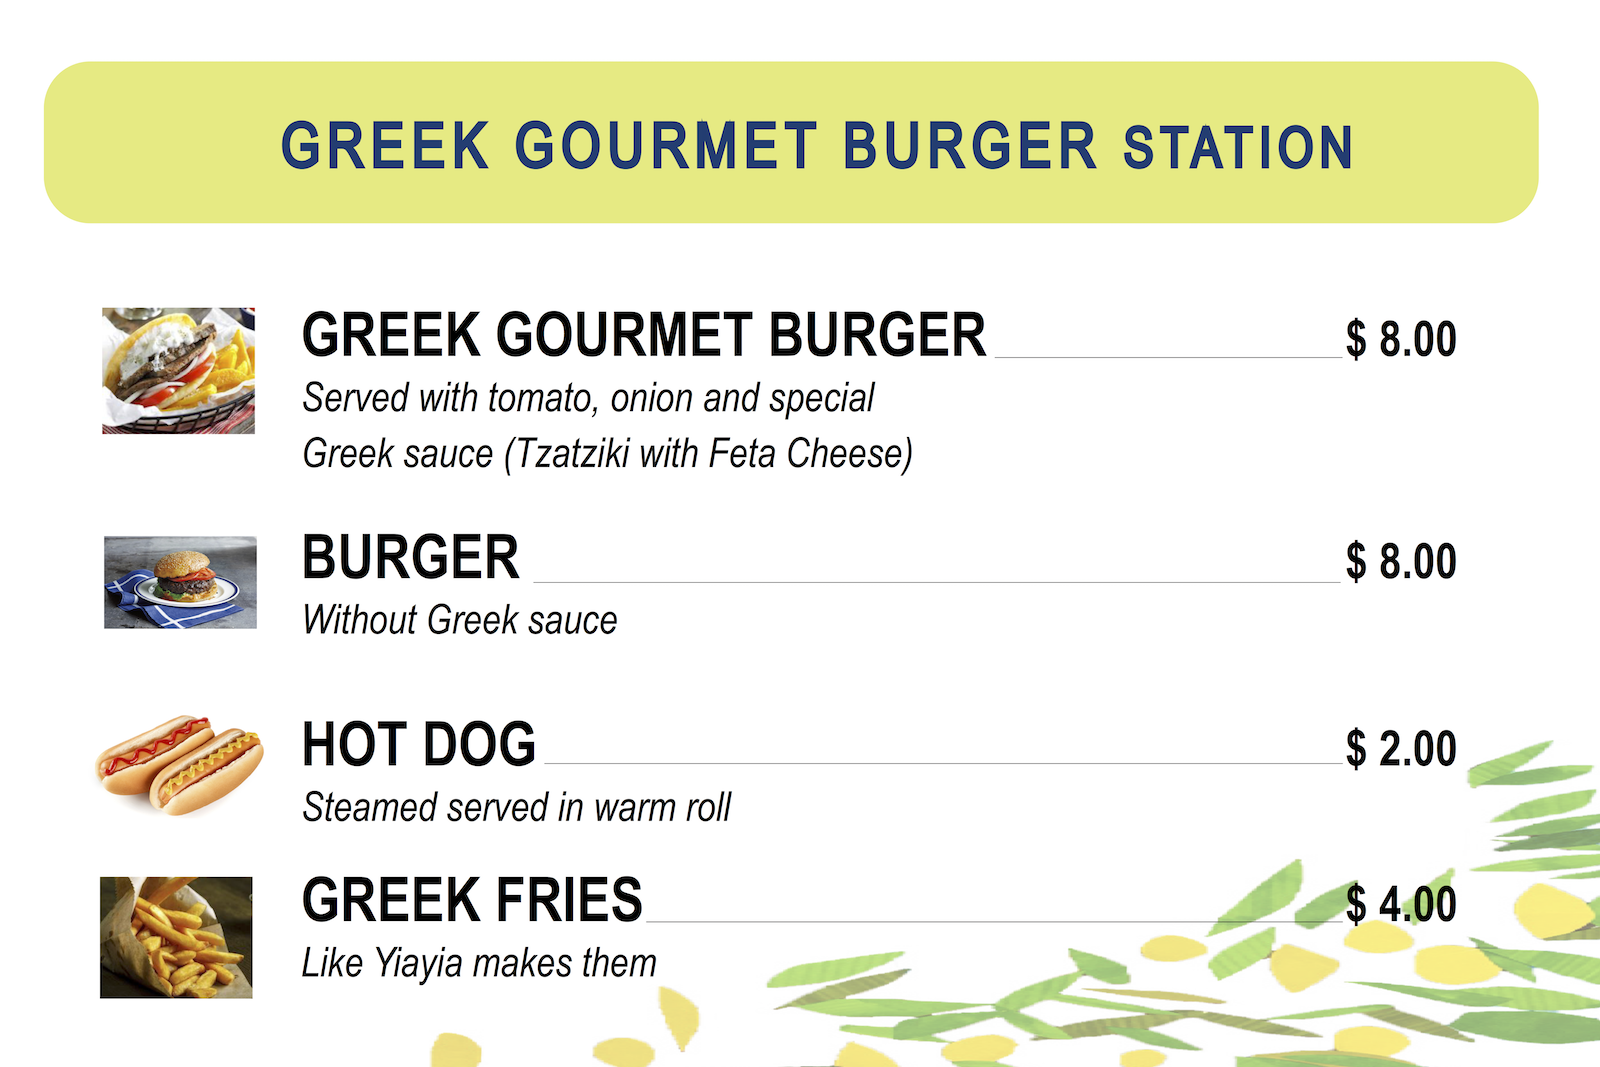 GREEK GOURMET BURGER STATION
GREEK GOURMET BURGER $ 8.00
Served with tomato, onion and special
Greek sauce (Tzatziki with Feta Cheese)
BURGER $ 8.00
Without Greek sauce
HOT DOG $ 2.00
Steamed served in warm roll
GREEK FRIES $ 4.00
Like Yiayia makes them